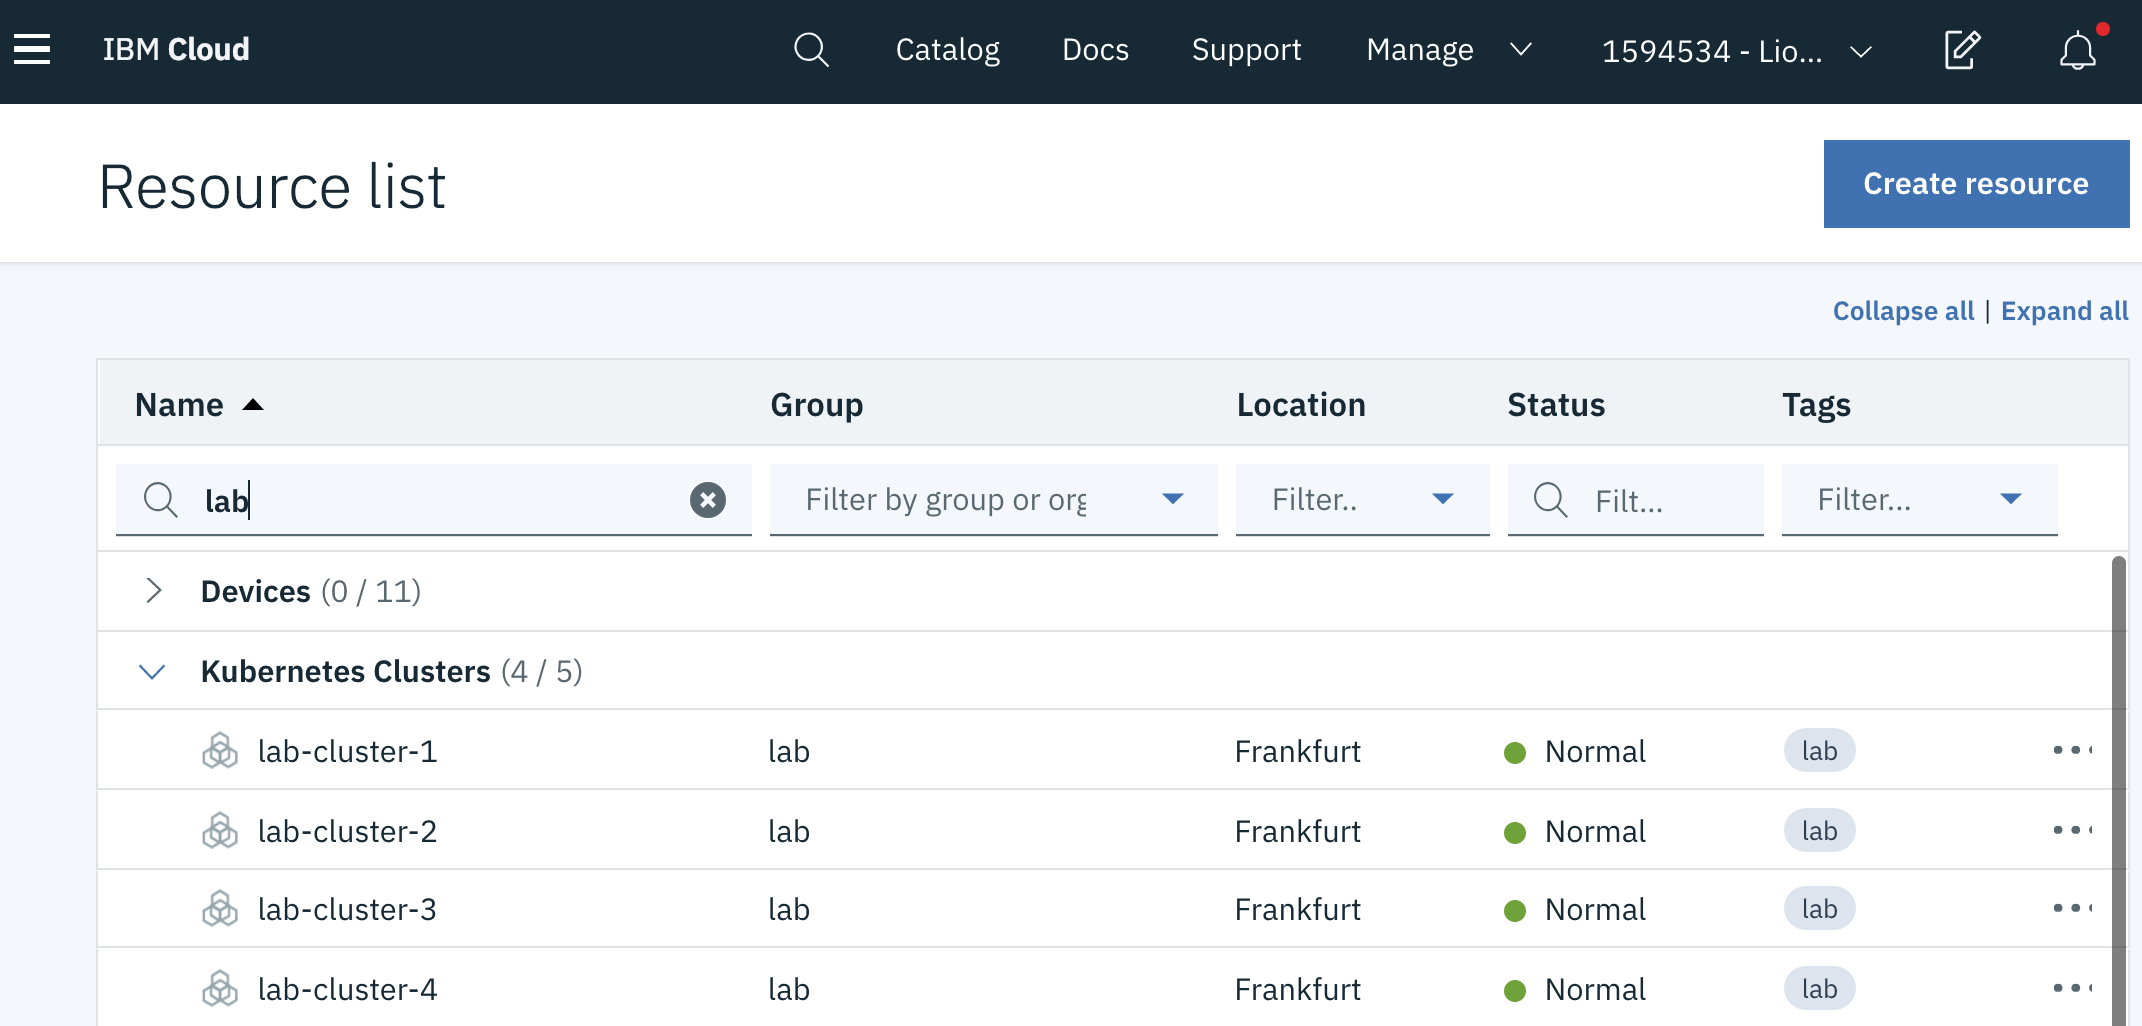 IBM Cloud Catalog Docs Support Manage 1594534 - Lio...
Resource list
Create resource
Collapse all | Expand all
Name Group Location Status Tags
lab Filter by group or org Filter.. Filt... Filter...
Devices (0 / 11)
Kubernetes Clusters (4 / 5)
lab-cluster-1 lab Frankfurt Normal lab
lab-cluster-2 lab Frankfurt Normal lab
lab-cluster-3 lab Frankfurt Normal lab
lab-cluster-4 lab Frankfurt Normal lab